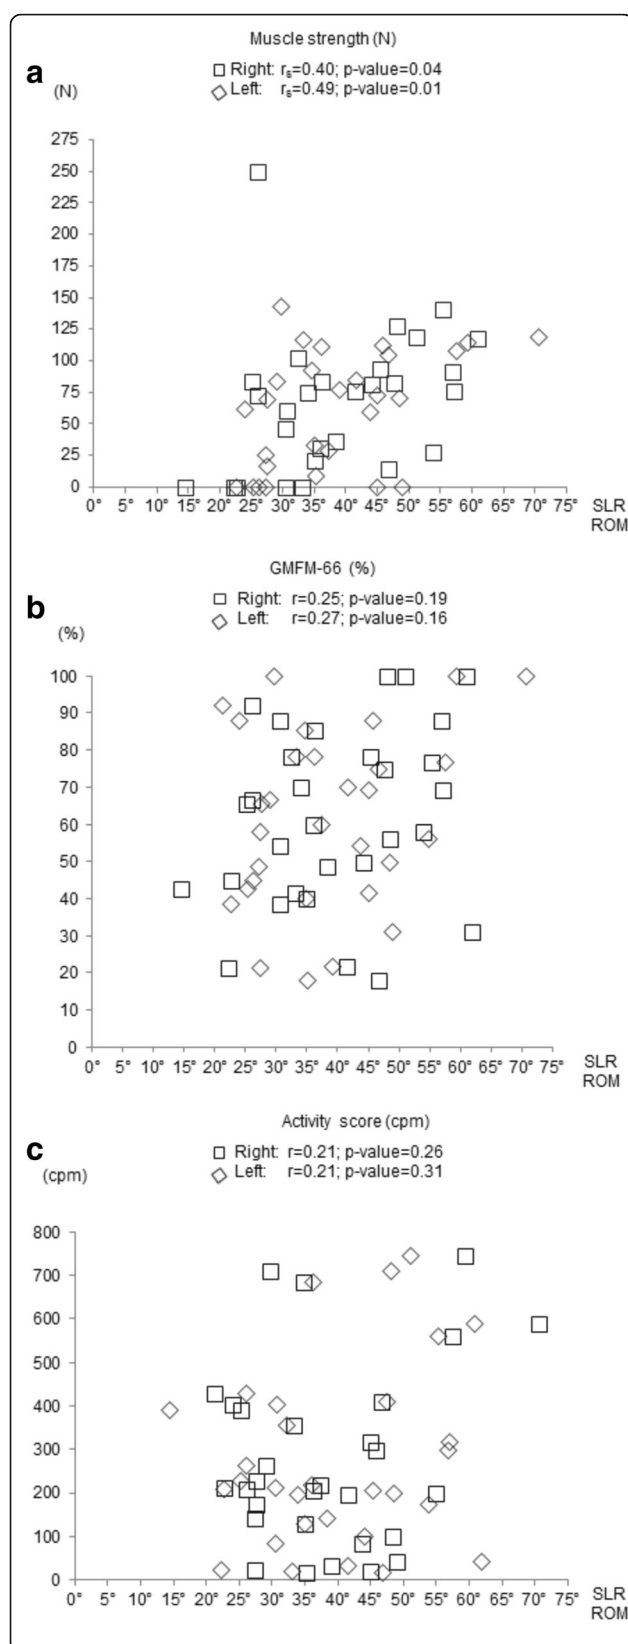 Muscle strength (N)
a
□ Right: rs=0.40; p-value=0.04
(N)
◇ Left: rs=0.49; p-value=0.01
275
250
225
200
175
150
125
100
75
50
25
0
0° 5° 10° 15° 20° 25° 30° 35° 40° 45° 50° 55° 60° 65° 70° 75° SLR
ROM
GMFM-66 (%)
b
□ Right: r=0.25; p-value=0.19
◇ Left: r=0.27; p-value=0.16
(%)
100
90
80
70
60
50
40
30
20
10
0
0° 5° 10° 15° 20° 25° 30° 35° 40° 45° 50° 55° 60° 65° 70° 75° SLR
ROM
Activity score (cpm)
c
□ Right: r=0.21; p-value=0.26
(cpm)
◇ Left: r=0.21; p-value=0.31
800
700
600
500
400
300
200
100
0
0° 5° 10° 15° 20° 25° 30° 35° 40° 45° 50° 55° 60° 65° 70° 75° SLR
ROM